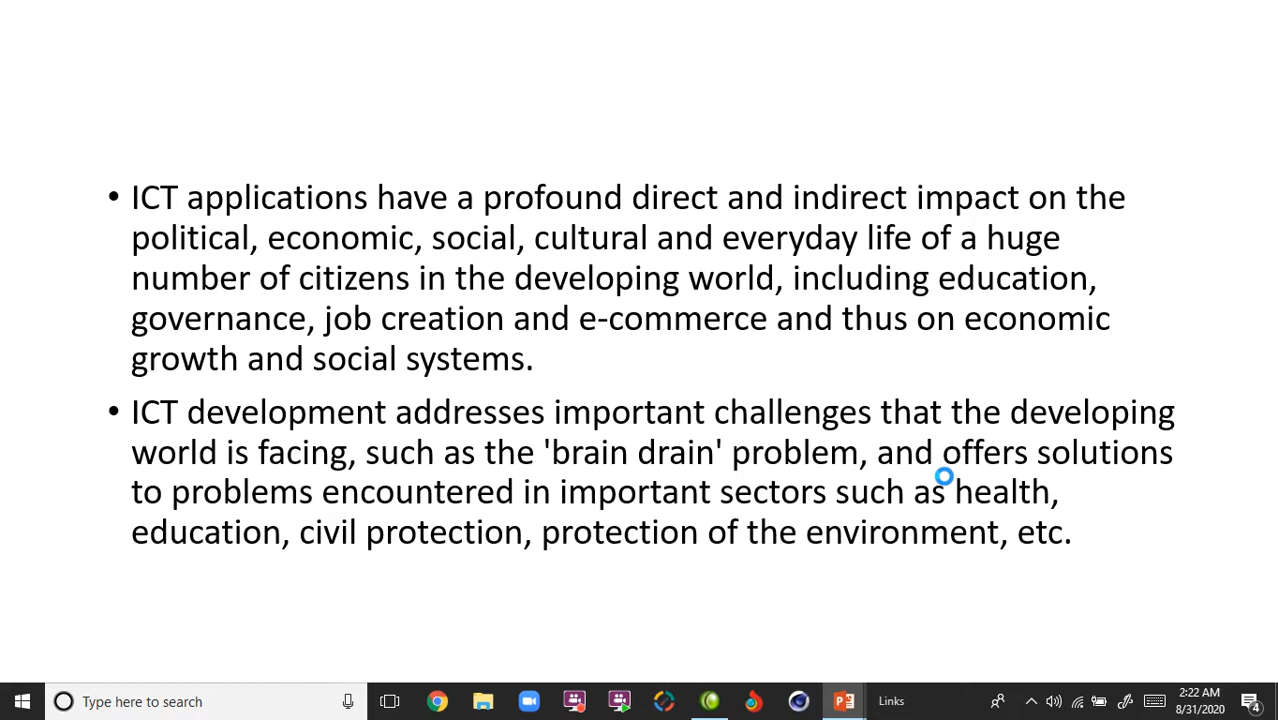 • ICT applications have a profound direct and indirect impact on the
political, economic, social, cultural and everyday life of a huge
number of citizens in the developing world, including education,
governance, job creation and e-commerce and thus on economic
growth and social systems.
• ICT development addresses important challenges that the developing
world is facing, such as the 'brain drain' problem, and offers solutions
to problems encountered in important sectors such as health,
education, civil protection, protection of the environment, etc.
Type here to search
Links
2:22 AM
8/31/2020
4